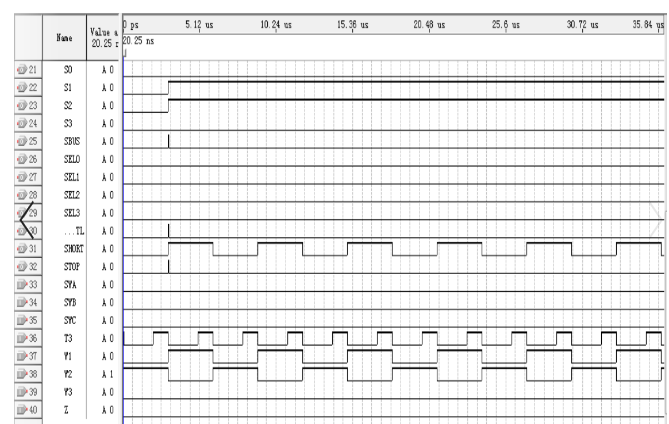 0 ps 5.12 us 10.24 us 15.36 us 20.48 us 25.6 us 30.72 us 35.84 us
Name Value a
20.25 r
20.25 ns
21 S0 A 0
22 S1 A 0
23 S2 A 0
24 S3 A 0
25 SBUS A 0
26 SEL0 A 0
27 SEL1 A 0
28 SEL2 A 0
29 SEL3 A 0
30 ...TL A 0
31 SHORT A 0
32 STOP A 0
33 SWA A 0
34 SWB A 0
35 SWC A 0
36 T3 A 0
37 W1 A 0
38 W2 A 1
39 W3 A 0
40 Z A 0